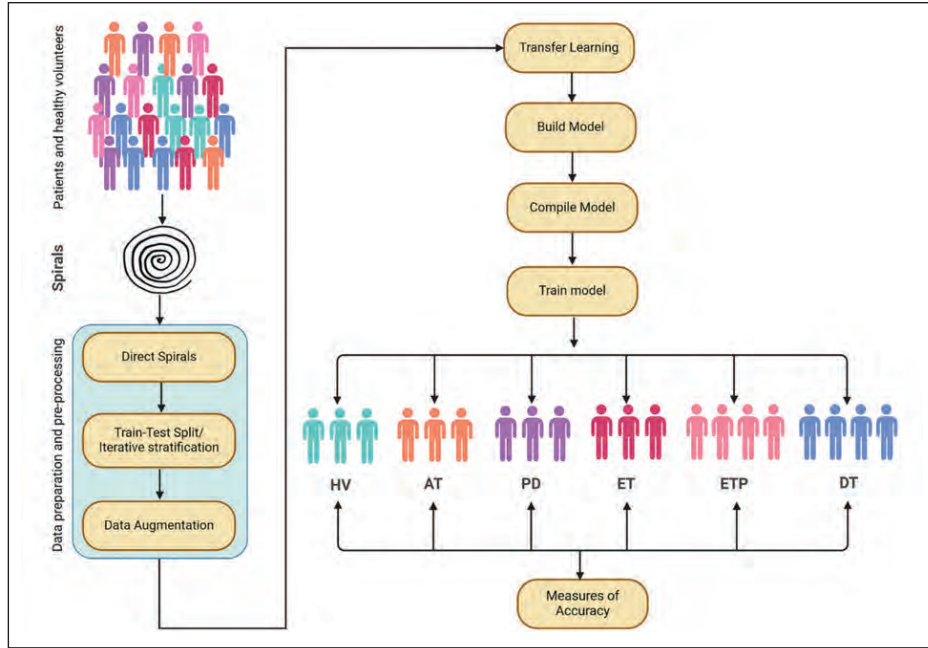 Patients and healthy volunteers
Spirals
Data preparation and pre-processing
Direct Spirals
Train-Test Split/
Iterative stratification
Data Augmentation
Transfer Learning
Build Model
Compile Model
Train model
HV
AT
PD
ET
ETP
DT
Measures of
Accuracy